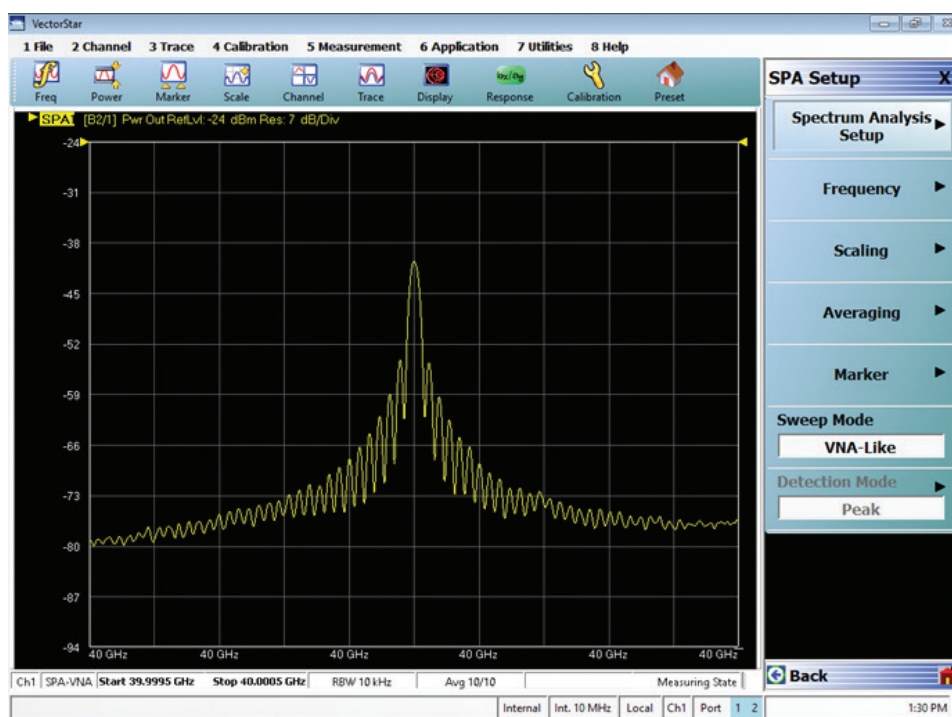 VectorStar
1 File 2 Channel 3 Trace 4 Calibration 5 Measurement 6 Application 7 Utilities 8 Help
Freq Power Marker Scale Channel Trace Display Response Calibration Preset
SPA1 [B2/1] Pwr Out RefLvl: -24 dBm Res: 7 dB/Div
-24
-31
-38
-45
-52
-59
-66
-73
-80
-87
-94
40 GHz 40 GHz 40 GHz 40 GHz 40 GHz 40 GHz
Ch1 SPA-VNA Start 39.9995 GHz Stop 40.0005 GHz RBW 10 kHz Avg 10/10 Measuring State
SPA Setup X
Spectrum Analysis
Setup
Frequency
Scaling
Averaging
Marker
Sweep Mode
VNA-Like
Detection Mode
Peak
Back
Internal Int. 10 MHz Local Ch1 Port 1 2 1:30 PM